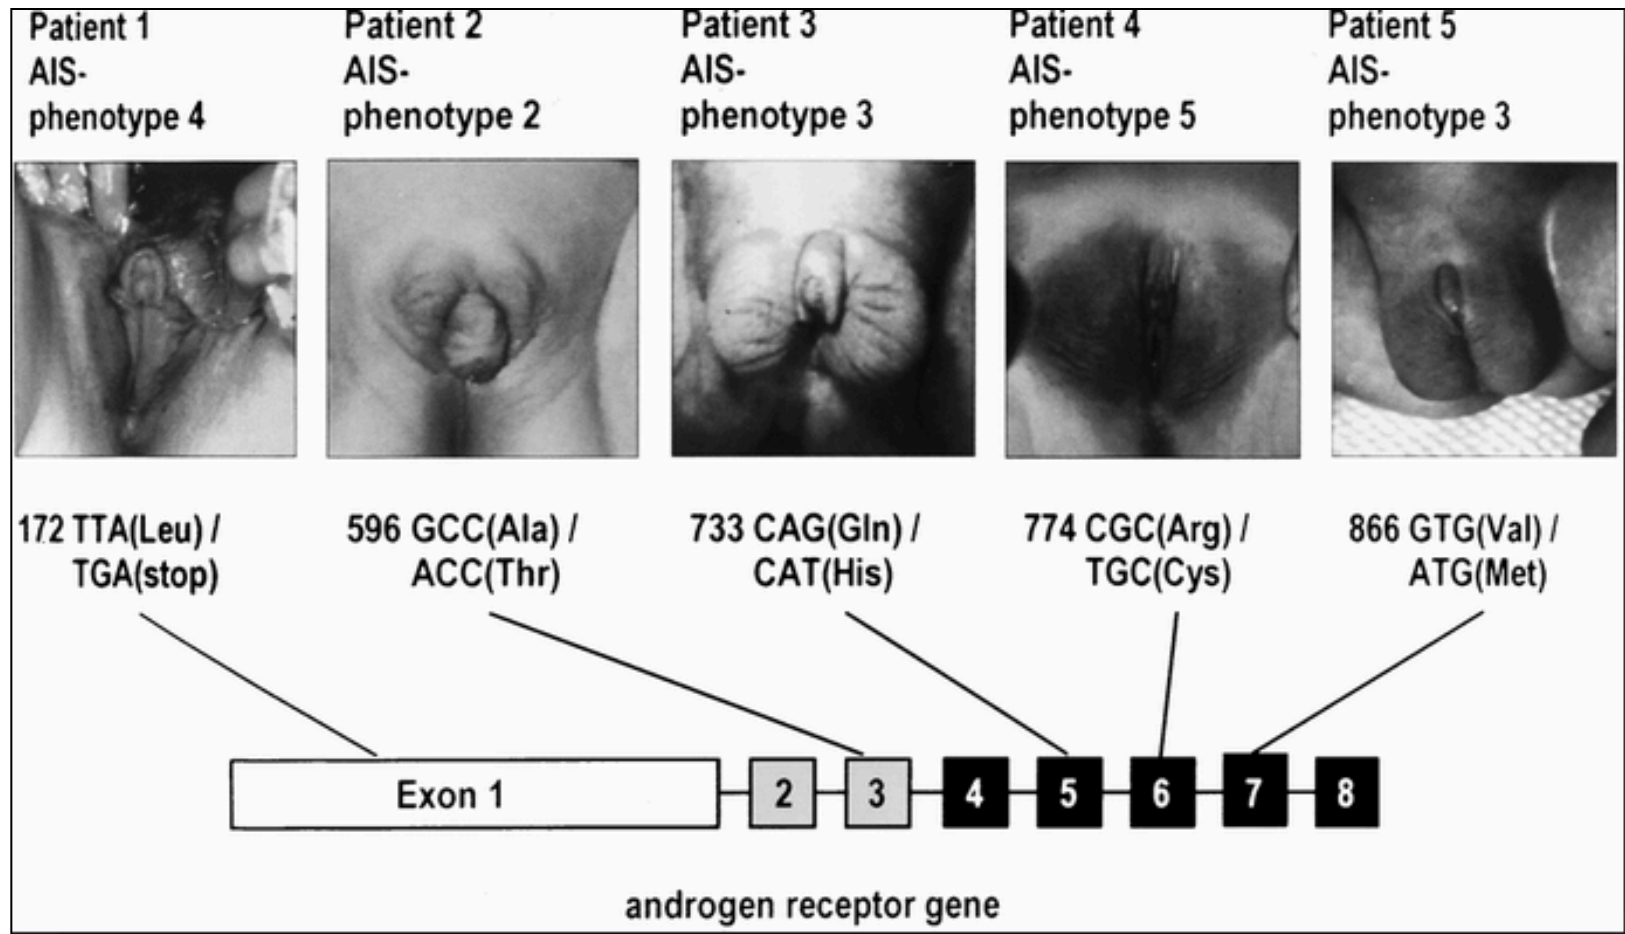 Patient 1
AIS-
phenotype 4
Patient 2
AIS-
phenotype 2
Patient 3
AIS-
phenotype 3
Patient 4
AIS-
phenotype 5
Patient 5
AIS-
phenotype 3
172 TTA(Leu) /
TGA(stop)
596 GCC(Ala) /
ACC(Thr)
733 CAG(Gln) /
CAT(His)
774 CGC(Arg) /
TGC(Cys)
866 GTG(Val) /
ATG(Met)
Exon 1
2
3
4
5
6
7
8
androgen receptor gene